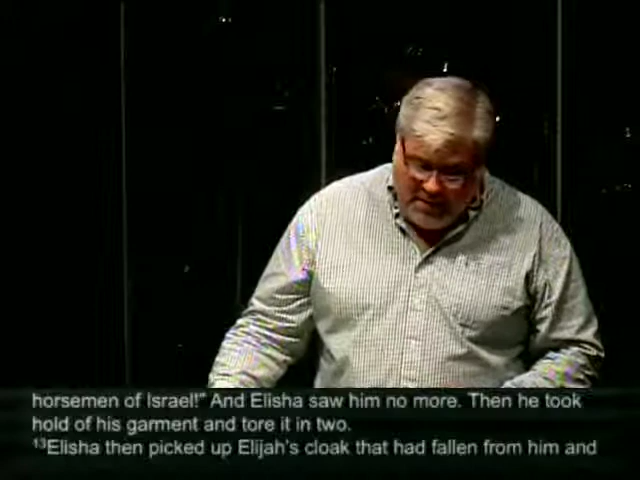 horsemen of Israel!" And Elisha saw him no more. Then he took
hold of his garment and tore it in two.
¹³Elisha then picked up Elijah's cloak that had fallen from him and